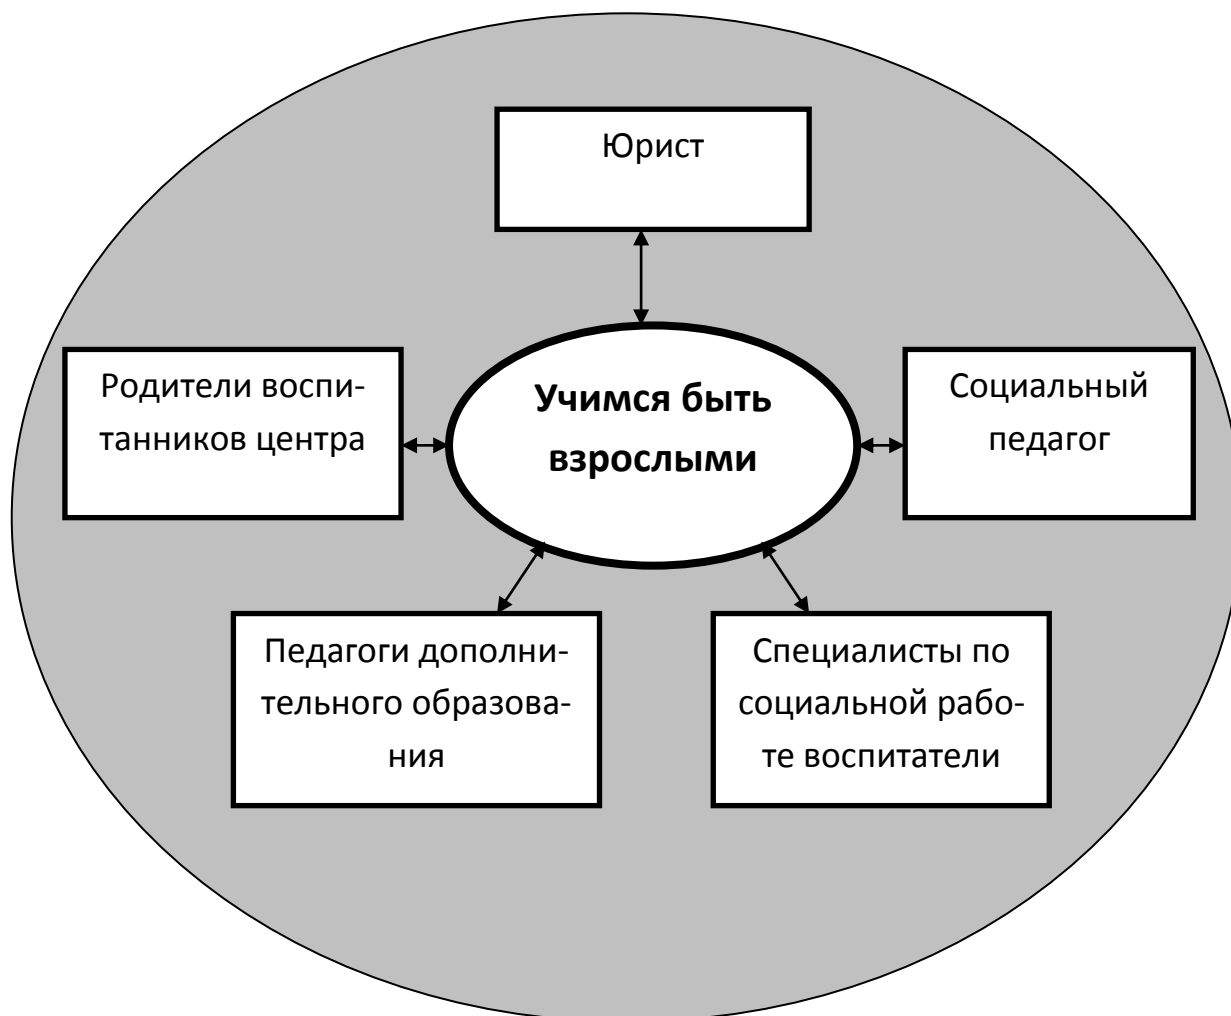 Юрист
Родители воспи-
танников центра
Учимся быть
взрослыми
Социальный
педагог
Педагоги дополни-
тельного образова-
ния
Специалисты по
социальной рабо-
те воспитатели